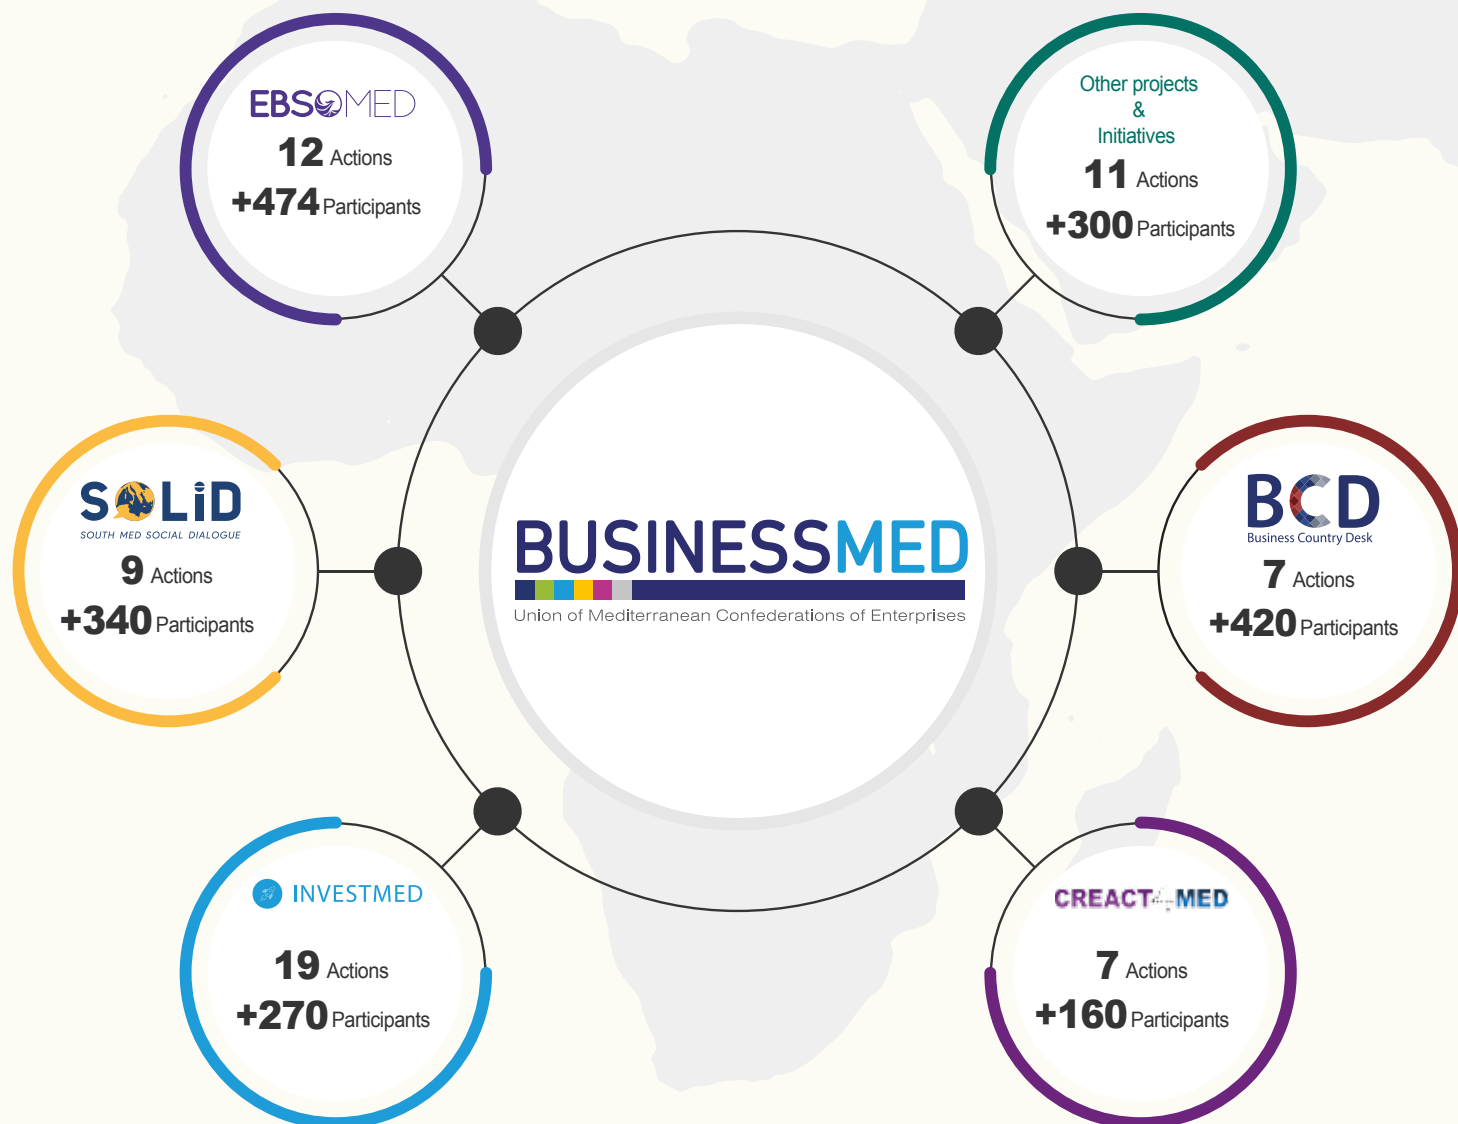 EBSOMED
12 Actions
+474 Participants
Other projects
&
Initiatives
11 Actions
+300 Participants
SOLiD
SOUTH MED SOCIAL DIALOGUE
9 Actions
+340 Participants
BUSINESSMED
Union of Mediterranean Confederations of Enterprises
BCD
Business Country Desk
7 Actions
+420 Participants
INVESTMED
19 Actions
+270 Participants
CREACT4MED
7 Actions
+160 Participants